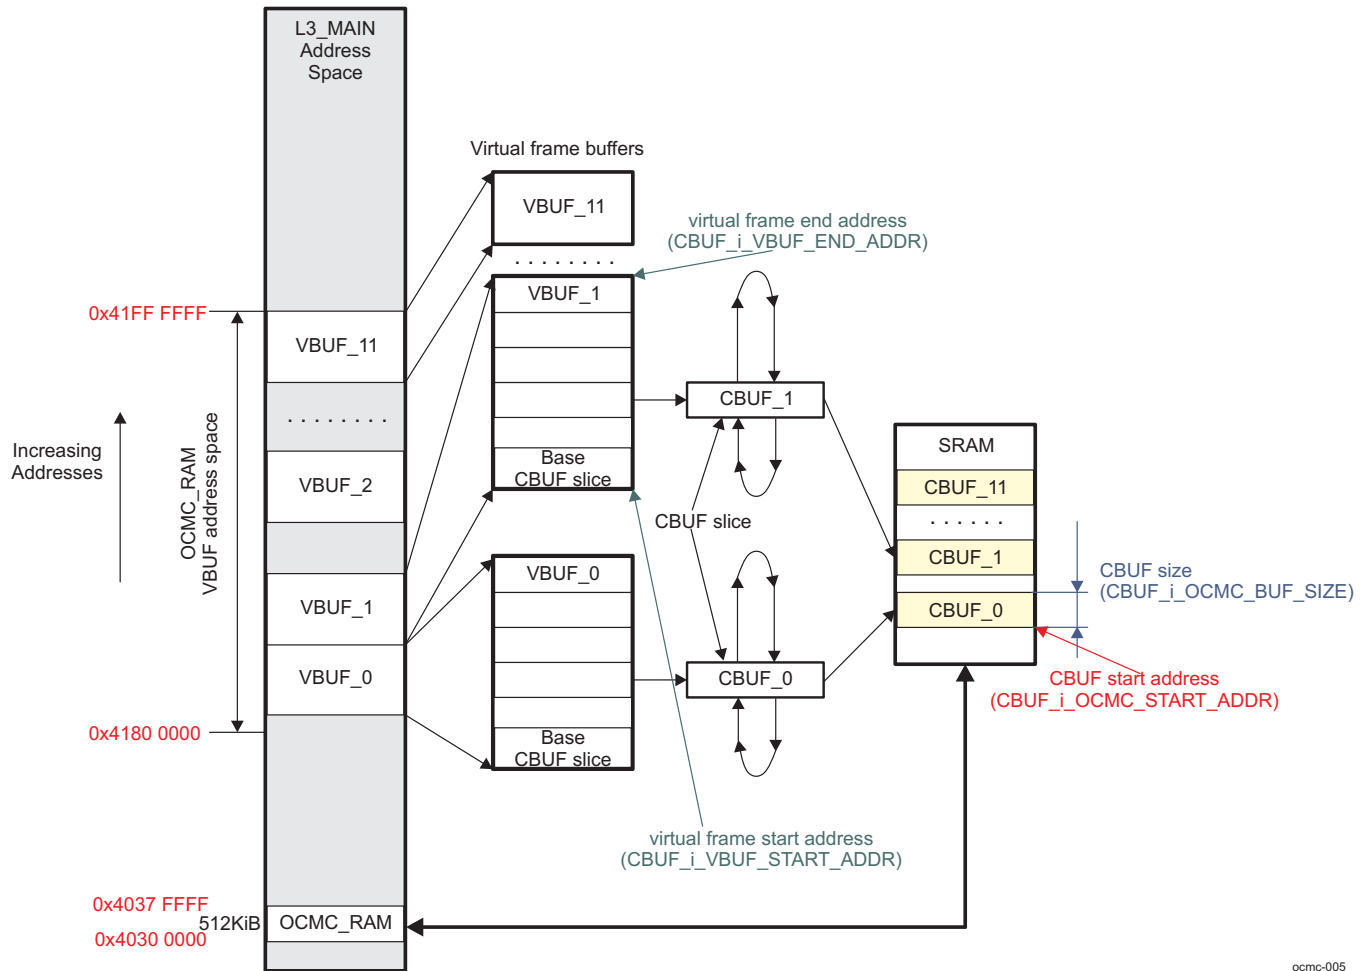 L3_MAIN
Address
Space
Virtual frame buffers
VBUF_11
virtual frame end address
(CBUF_i_VBUF_END_ADDR)
. . . . . . . .
VBUF_1
0x41FF FFFF
VBUF_11
CBUF_1
. . . . . . . .
Increasing
Addresses
OCMC_RAM
VBUF address space
VBUF_2
Base
CBUF slice
SRAM
CBUF_11
. . . . . .
CBUF slice
CBUF_1
CBUF size
(CBUF_i_OCMC_BUF_SIZE)
VBUF_1
VBUF_0
CBUF_0
VBUF_0
CBUF_0
CBUF start address
(CBUF_i_OCMC_START_ADDR)
0x4180 0000
Base
CBUF slice
virtual frame start address
(CBUF_i_VBUF_START_ADDR)
0x4037 FFFF
512KiB
OCMC_RAM
0x4030 0000
ocmc-005